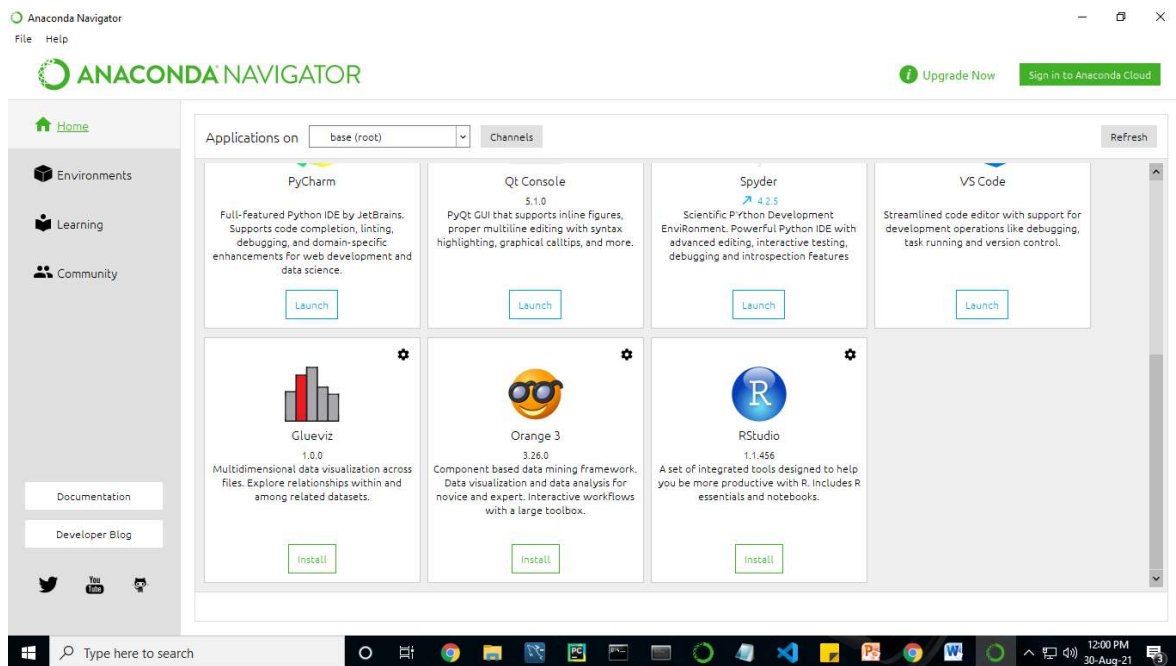 Anaconda Navigator
File Help
ANACONDA NAVIGATOR
i Upgrade Now
Sign in to Anaconda Cloud
Home
Environments
Learning
Community
Documentation
Developer Blog
You
Tube
Applications on base (root) Channels Refresh
PyCharm
Full-featured Python IDE by JetBrains.
Supports code completion, linting,
debugging, and domain-specific
enhancements for web development and
data science.
Launch
Qt Console
5.1.0
PyQt GUI that supports inline figures,
proper multiline editing with syntax
highlighting, graphical calltips, and more.
Launch
Spyder
4.2.5
Scientific PYthon Development
EnviRonment. Powerful Python IDE with
advanced editing, interactive testing,
debugging and introspection features
Launch
VS Code
Streamlined code editor with support for
development operations like debugging,
task running and version control.
Launch
Glueviz
1.0.0
Multidimensional data visualization across
files. Explore relationships within and
among related datasets.
Install
Orange 3
3.26.0
Component based data mining framework.
Data visualization and data analysis for
novice and expert. Interactive workflows
with a large toolbox.
Install
R
RStudio
1.1.456
A set of integrated tools designed to help
you be more productive with R. Includes R
essentials and notebooks.
Install
Type here to search
PC
W
12:00 PM
30-Aug-21